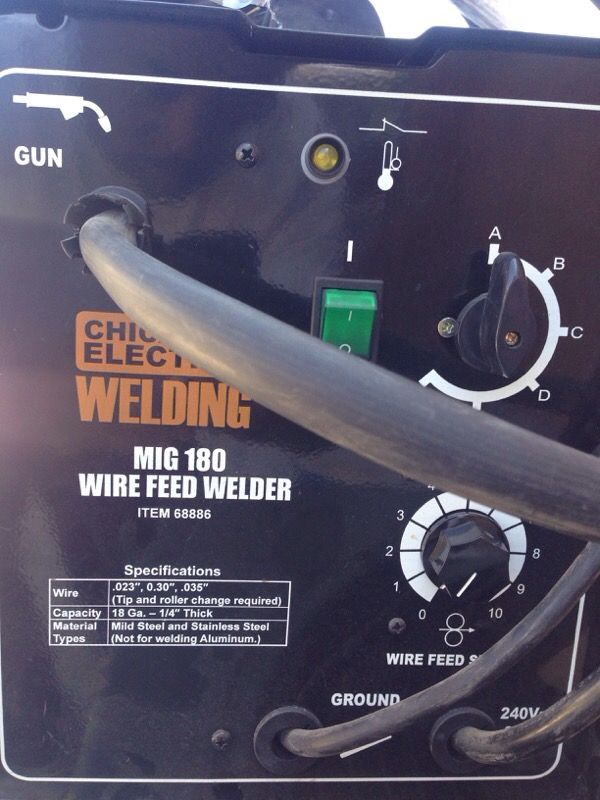 GUN
I
A
B
C
D
I
WELDING
MIG 180
WIRE FEED WELDER
ITEM 68886
Specifications
Wire .023”, 0.30”, .035”
(Tip and roller change required)
Capacity 18 Ga. – 1/4” Thick
Material Types Mild Steel and Stainless Steel
(Not for welding Aluminum.)
3
2
1
0
8
9
10
WIRE FEED
GROUND
240V